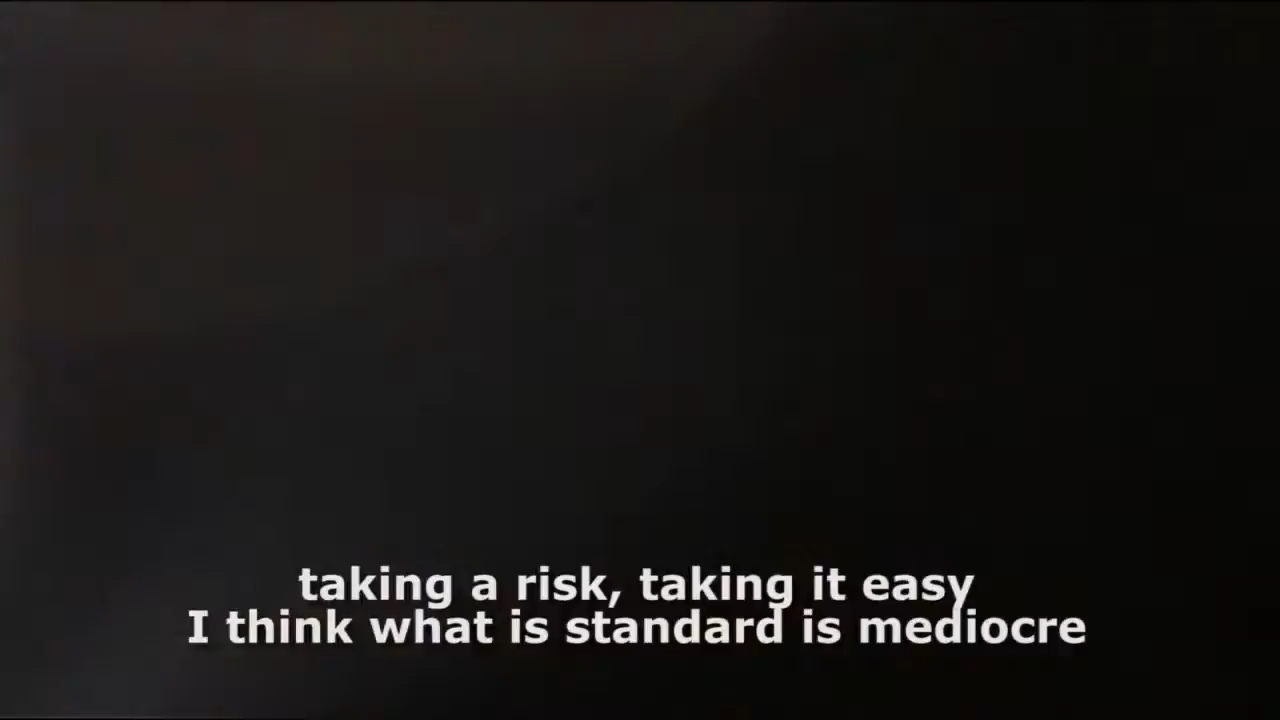 taking a risk, taking it easy
I think what is standard is mediocre